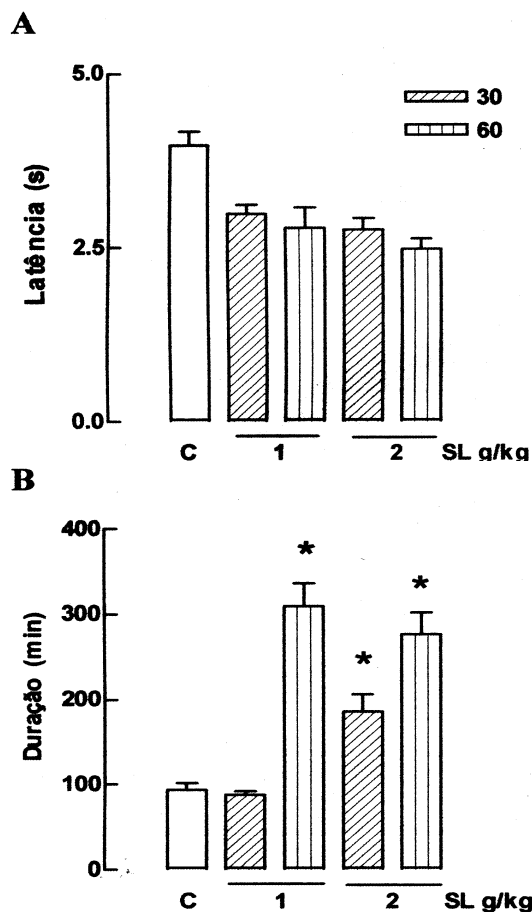 A
5.0
30
60
Latência (s)
2.5
0.0
C 1 2 SL g/kg
B
400
* 
300
*
Duração (min)
200
*
100
0
C 1 2 SL g/kg